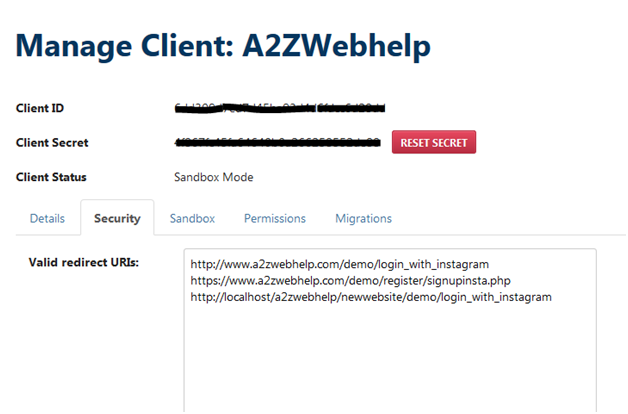 Manage Client: A2ZWebhelp
Client ID
Client Secret RESET SECRET
Client Status Sandbox Mode
Details Security Sandbox Permissions Migrations
Valid redirect URIs:
http://www.a2zwebhelp.com/demo/login_with_instagram
https://www.a2zwebhelp.com/demo/register/signupinsta.php
http://localhost/a2zwebhelp/newwebsite/demo/login_with_instagram